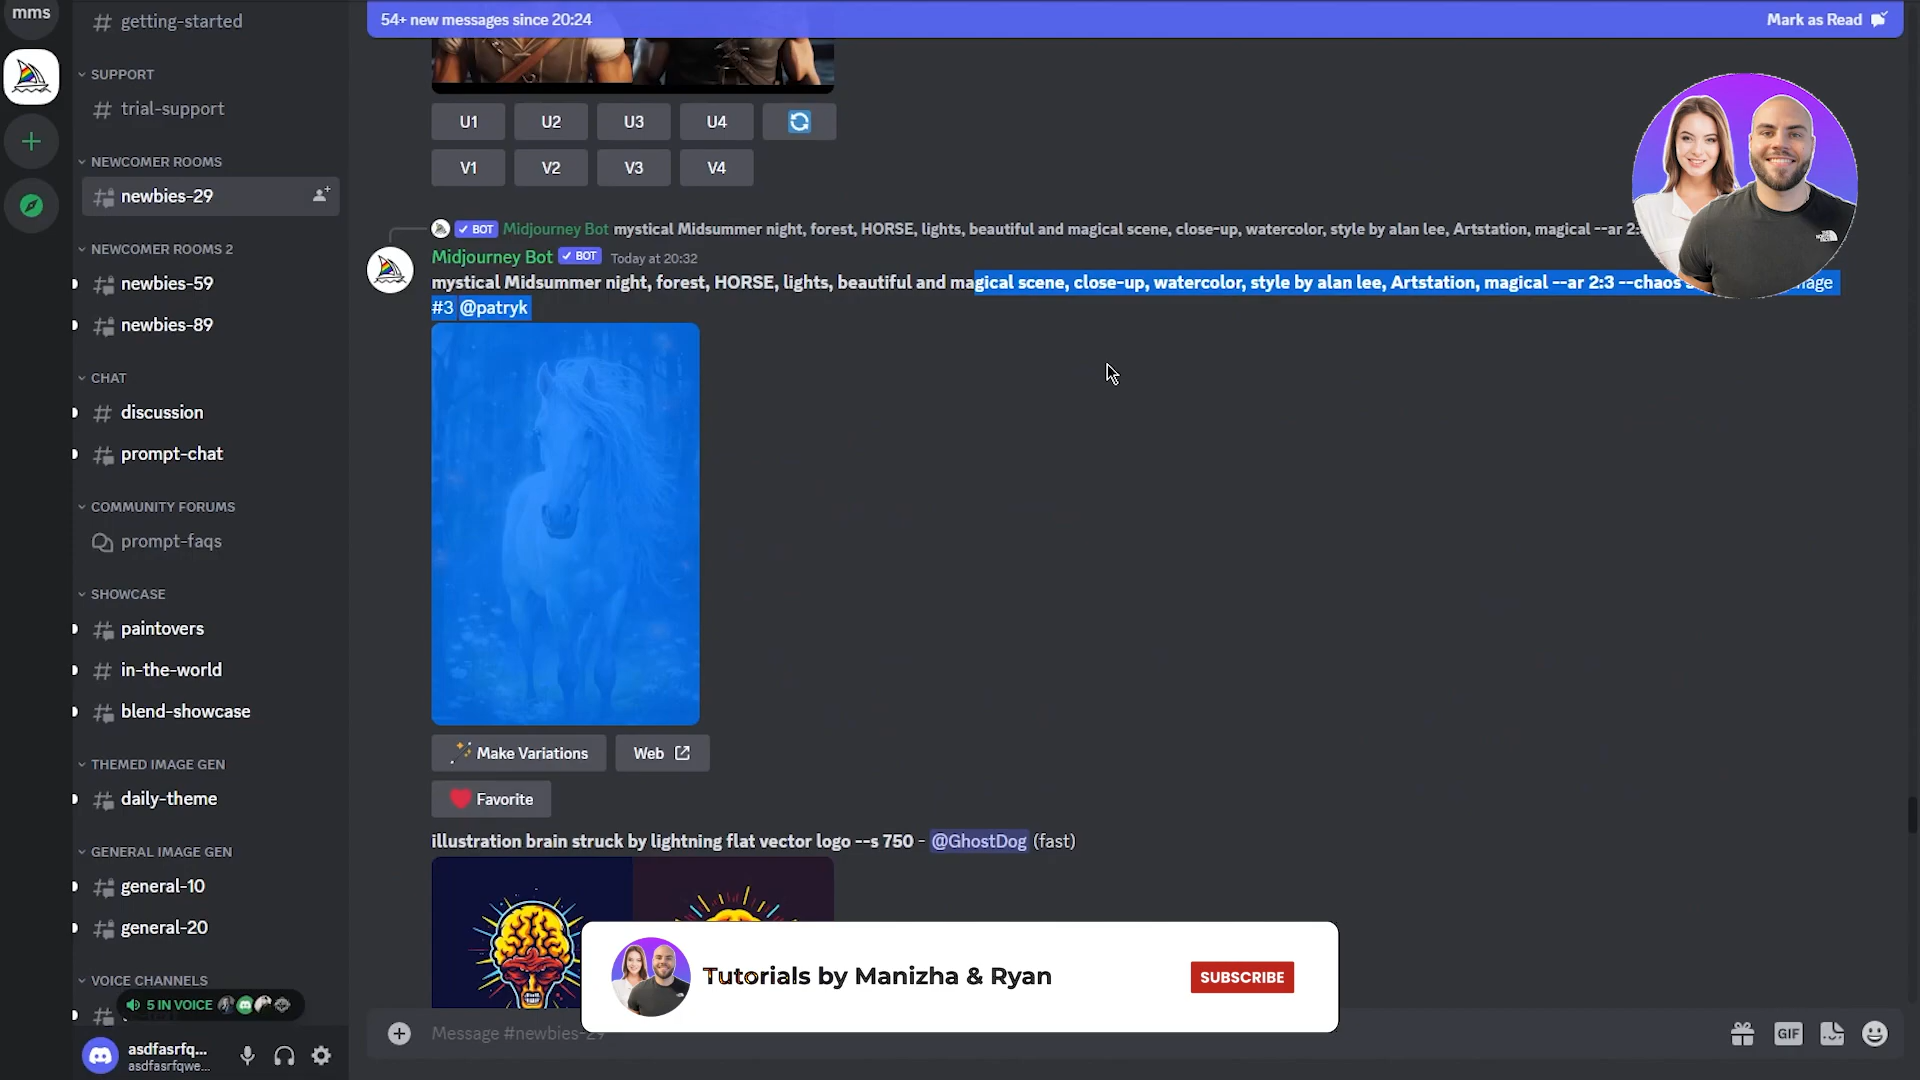 mms
getting-started
54+ new messages since 20:24
Mark as Read
SUPPORT
trial-support
NEWCOMER ROOMS
newbies-29
NEWCOMER ROOMS 2
newbies-59
newbies-89
CHAT
discussion
prompt-chat
COMMUNITY FORUMS
prompt-faqs
SHOWCASE
paintovers
in-the-world
blend-showcase
THEMED IMAGE GEN
daily-theme
GENERAL IMAGE GEN
general-10
general-20
VOICE CHANNELS
5 IN VOICE
asdfasrfq...
asdfasrfqwe...
U1 U2 U3 U4
V1 V2 V3 V4
BOT Midjourney Bot mystical Midsummer night, forest, HORSE, lights, beautiful and magical scene, close-up, watercolor, style by alan lee, Artstation, magical --ar 2:
Midjourney Bot BOT Today at 20:32
mystical Midsummer night, forest, HORSE, lights, beautiful and magical scene, close-up, watercolor, style by alan lee, Artstation, magical --ar 2:3 --chaos
#3 @patryk
Make Variations Web
Favorite
illustration brain struck by lightning flat vector logo --s 750 - @GhostDog (fast)
Tutorials by Manizha & Ryan
SUBSCRIBE
Message #newbies-29
GIF